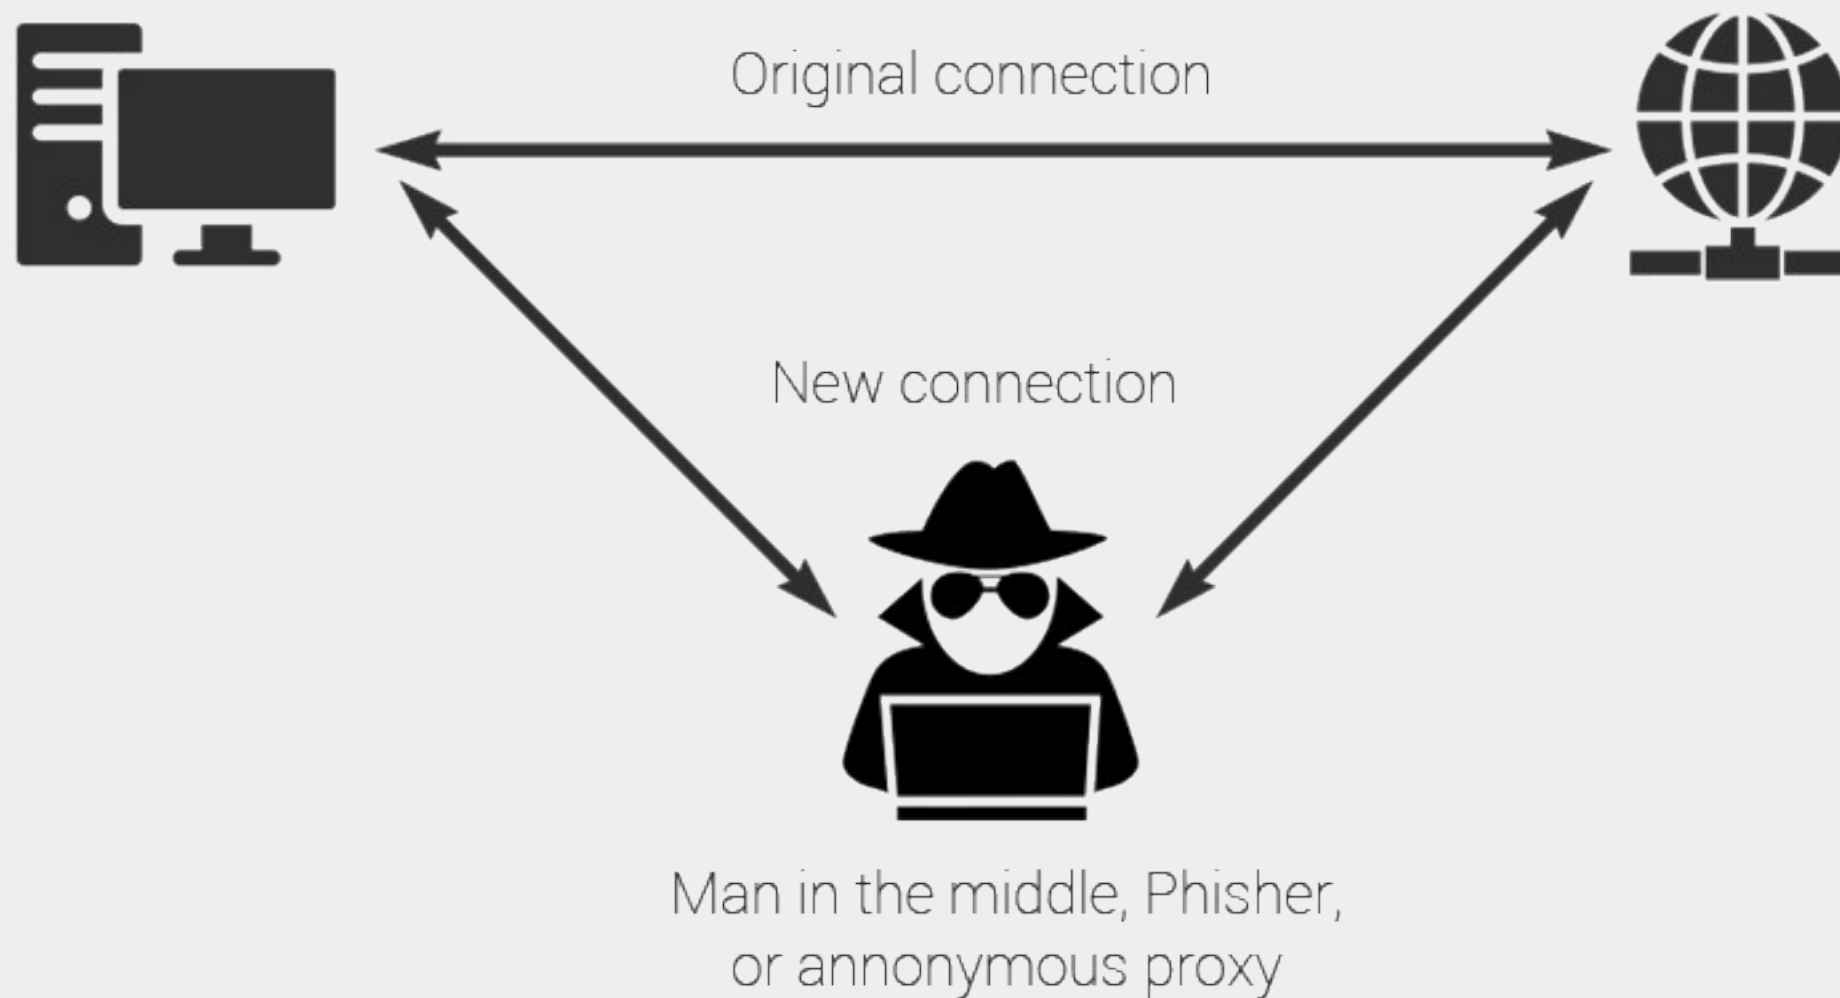 Original connection
New connection
Man in the middle, Phisher,
or annonymous proxy